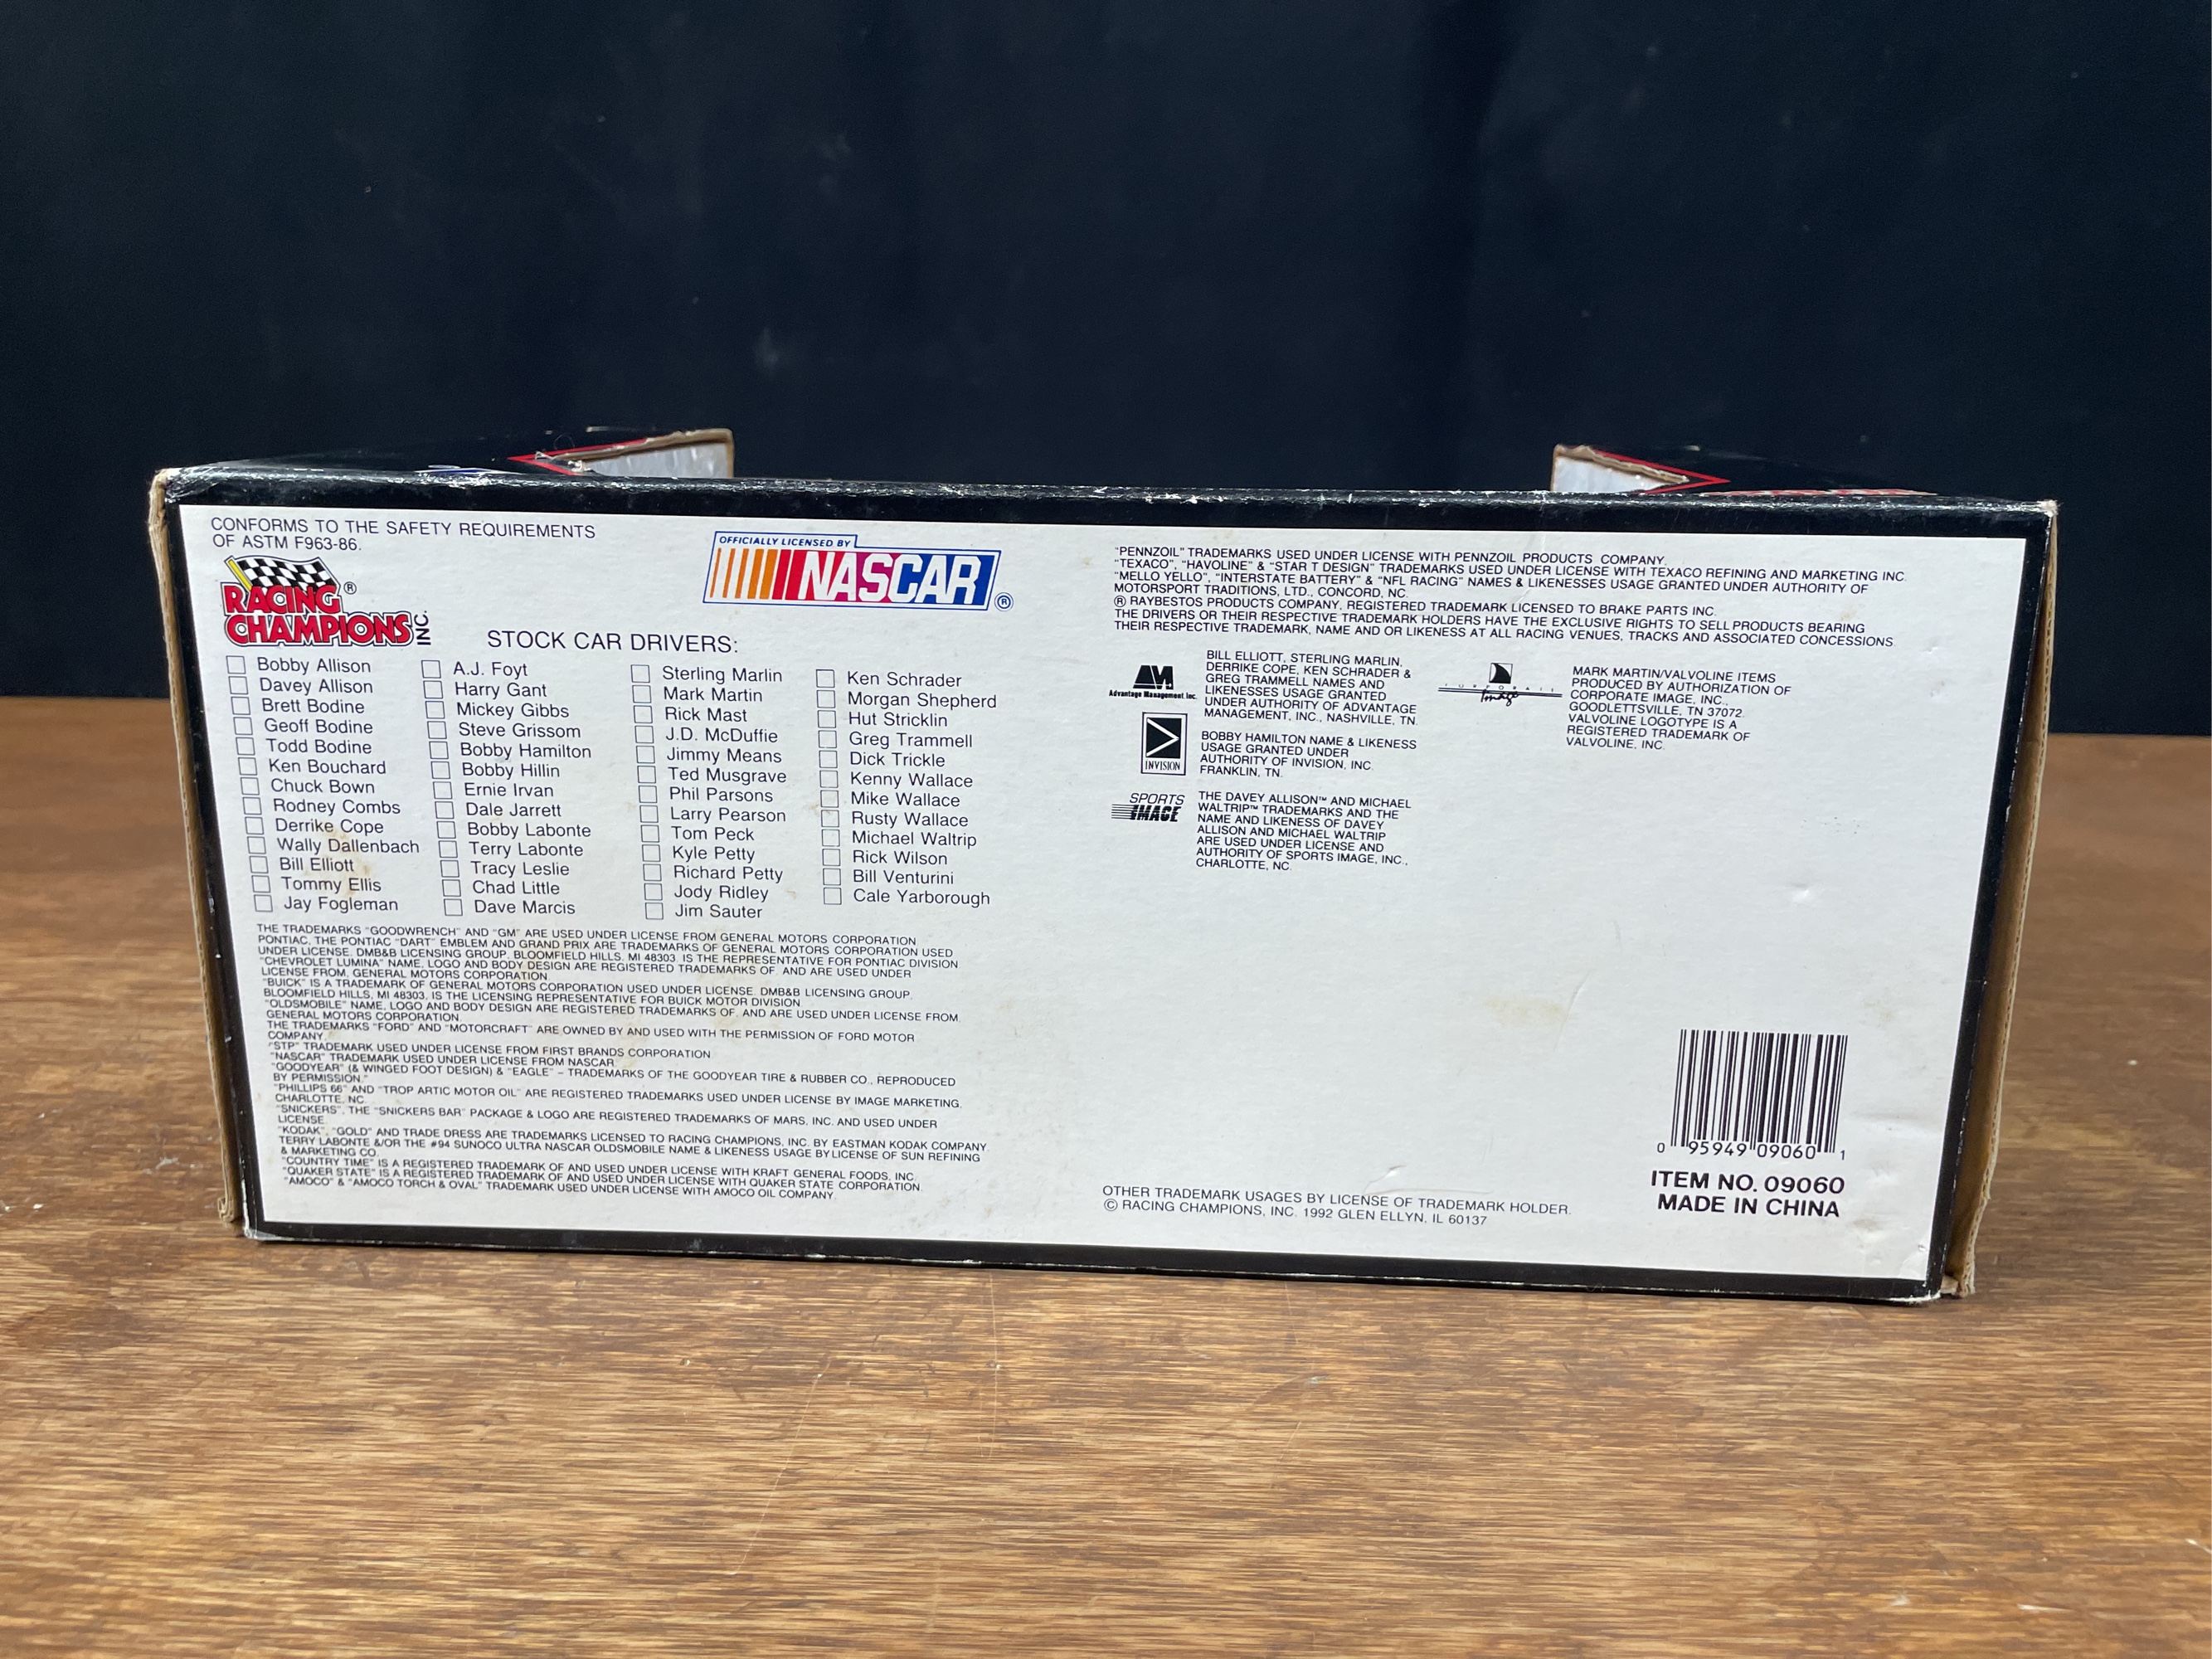 CONFORMS TO THE SAFETY REQUIREMENTS
OF ASTM F963-86.
RACING ®
CHAMPIONS INC.
OFFICIALLY LICENSED BY
NASCAR ®
STOCK CAR DRIVERS:
Bobby Allison
Davey Allison
Brett Bodine
Geoff Bodine
Todd Bodine
Ken Bouchard
Chuck Bown
Rodney Combs
Derrike Cope
Wally Dallenbach
Bill Elliott
Tommy Ellis
Jay Fogleman
A.J. Foyt
Harry Gant
Mickey Gibbs
Steve Grissom
Bobby Hamilton
Bobby Hillin
Ernie Irvan
Dale Jarrett
Bobby Labonte
Terry Labonte
Tracy Leslie
Chad Little
Dave Marcis
Sterling Marlin
Mark Martin
Rick Mast
J.D. McDuffie
Jimmy Means
Ted Musgrave
Phil Parsons
Larry Pearson
Tom Peck
Kyle Petty
Richard Petty
Jody Ridley
Jim Sauter
Ken Schrader
Morgan Shepherd
Hut Stricklin
Greg Trammell
Dick Trickle
Kenny Wallace
Mike Wallace
Rusty Wallace
Michael Waltrip
Rick Wilson
Bill Venturini
Cale Yarborough
THE TRADEMARKS "GOODWRENCH" AND "GM" ARE USED UNDER LICENSE FROM GENERAL MOTORS CORPORATION
PONTIAC, THE PONTIAC "DART" EMBLEM AND GRAND PRIX ARE TRADEMARKS OF GENERAL MOTORS CORPORATION USED
UNDER LICENSE. DMB&B LICENSING GROUP, BLOOMFIELD HILLS, MI 48303. IS THE REPRESENTATIVE FOR PONTIAC DIVISION
"CHEVROLET LUMINA" NAME, LOGO AND BODY DESIGN ARE REGISTERED TRADEMARKS OF. AND ARE USED UNDER
LICENSE FROM, GENERAL MOTORS CORPORATION
"BUICK" IS A TRADEMARK OF GENERAL MOTORS CORPORATION USED UNDER LICENSE. DMB&B LICENSING GROUP,
BLOOMFIELD HILLS, MI 48303, IS THE LICENSING REPRESENTATIVE FOR BUICK MOTOR DIVISION
"OLDSMOBILE" NAME, LOGO AND BODY DESIGN ARE REGISTERED TRADEMARKS OF, AND ARE USED UNDER LICENSE FROM
GENERAL MOTORS CORPORATION.
THE TRADEMARKS "FORD" AND "MOTORCRAFT" ARE OWNED BY AND USED WITH THE PERMISSION OF FORD MOTOR
COMPANY.
"STP" TRADEMARK USED UNDER LICENSE FROM FIRST BRANDS CORPORATION
"NASCAR" TRADEMARK USED UNDER LICENSE FROM NASCAR
"GOODYEAR" (& WINGED FOOT DESIGN) & "EAGLE" – TRADEMARKS OF THE GOODYEAR TIRE & RUBBER CO., REPRODUCED
BY PERMISSION."
"PHILLIPS 66" AND "TROP ARTIC MOTOR OIL" ARE REGISTERED TRADEMARKS USED UNDER LICENSE BY IMAGE MARKETING,
CHARLOTTE, NC.
"SNICKERS", THE "SNICKERS BAR" PACKAGE & LOGO ARE REGISTERED TRADEMARKS OF MARS, INC. AND USED UNDER
LICENSE
"KODAK", "GOLD" AND TRADE DRESS ARE TRADEMARKS LICENSED TO RACING CHAMPIONS, INC. BY EASTMAN KODAK COMPANY
TERRY LABONTE &/OR THE #94 SUNOCO ULTRA NASCAR OLDSMOBILE NAME & LIKENESS USAGE BY LICENSE OF SUN REFINING
& MARKETING CO.
"COUNTRY TIME" IS A REGISTERED TRADEMARK OF AND USED UNDER LICENSE WITH KRAFT GENERAL FOODS, INC.
"QUAKER STATE" IS A REGISTERED TRADEMARK OF AND USED UNDER LICENSE WITH QUAKER STATE CORPORATION.
"AMOCO" & "AMOCO TORCH & OVAL" TRADEMARK USED UNDER LICENSE WITH AMOCO OIL COMPANY.
"PENNZOIL" TRADEMARKS USED UNDER LICENSE WITH PENNZOIL PRODUCTS COMPANY.
"TEXACO", "HAVOLINE" & "STAR T DESIGN" TRADEMARKS USED UNDER LICENSE WITH TEXACO REFINING AND MARKETING INC.
"MELLO YELLO", "INTERSTATE BATTERY" & "NFL RACING" NAMES & LIKENESSES USAGE GRANTED UNDER AUTHORITY OF
MOTORSPORT TRADITIONS, LTD., CONCORD, NC.
® RAYBESTOS PRODUCTS COMPANY, REGISTERED TRADEMARK LICENSED TO BRAKE PARTS INC.
THE DRIVERS OR THEIR RESPECTIVE TRADEMARK HOLDERS HAVE THE EXCLUSIVE RIGHTS TO SELL PRODUCTS BEARING
THEIR RESPECTIVE TRADEMARK, NAME AND OR LIKENESS AT ALL RACING VENUES, TRACKS AND ASSOCIATED CONCESSIONS.
AM
Advantage Management Inc.
BILL ELLIOTT, STERLING MARLIN,
DERRIKE COPE, KEN SCHRADER &
GREG TRAMMELL NAMES AND
LIKENESSES USAGE GRANTED
UNDER AUTHORITY OF ADVANTAGE
MANAGEMENT, INC., NASHVILLE, TN.
INVISION
BOBBY HAMILTON NAME & LIKENESS
USAGE GRANTED UNDER
AUTHORITY OF INVISION, INC.
FRANKLIN, TN.
SPORTS
IMAGE
THE DAVEY ALLISON™ AND MICHAEL
WALTRIP™ TRADEMARKS AND THE
NAME AND LIKENESS OF DAVEY
ALLISON AND MICHAEL WALTRIP
ARE USED UNDER LICENSE AND
AUTHORITY OF SPORTS IMAGE, INC.,
CHARLOTTE, NC.
CORPORATE
Image
MARK MARTIN/VALVOLINE ITEMS
PRODUCED BY AUTHORIZATION OF
CORPORATE IMAGE, INC.,
GOODLETTSVILLE, TN 37072
VALVOLINE LOGOTYPE IS A
REGISTERED TRADEMARK OF
VALVOLINE, INC.
OTHER TRADEMARK USAGES BY LICENSE OF TRADEMARK HOLDER.
© RACING CHAMPIONS, INC. 1992 GLEN ELLYN, IL 60137
0 95949 09060 1
ITEM NO. 09060
MADE IN CHINA